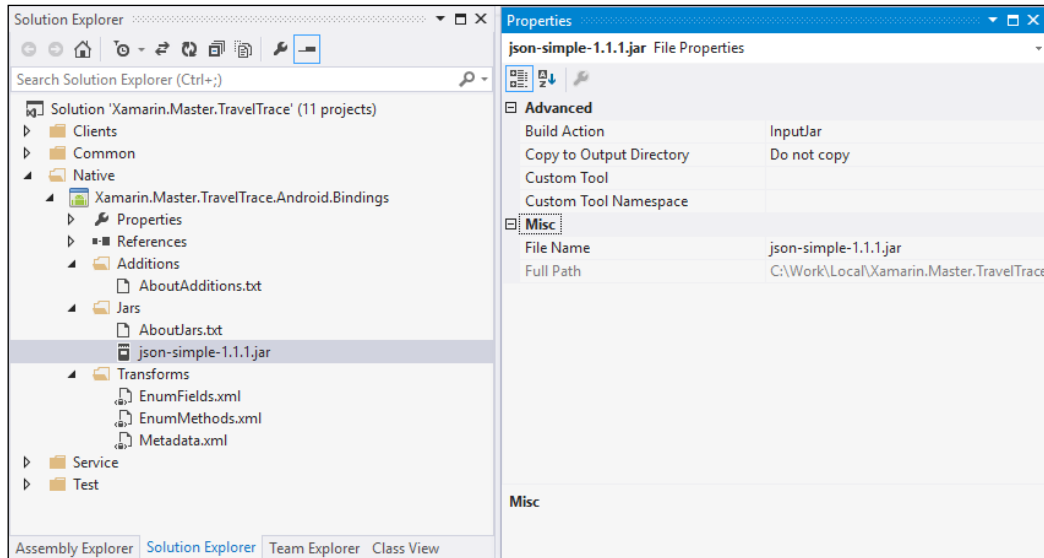 Solution Explorer
Search Solution Explorer (Ctrl+;)
Solution 'Xamarin.Master.TravelTrace' (11 projects)
Clients
Common
Native
Xamarin.Master.TravelTrace.Android.Bindings
Properties
References
Additions
AboutAdditions.txt
Jars
AboutJars.txt
json-simple-1.1.1.jar
Transforms
EnumFields.xml
EnumMethods.xml
Metadata.xml
Service
Test
Assembly Explorer Solution Explorer Team Explorer Class View
Properties
json-simple-1.1.1.jar File Properties
Advanced
Build Action InputJar
Copy to Output Directory Do not copy
Custom Tool
Custom Tool Namespace
Misc
File Name json-simple-1.1.1.jar
Full Path C:\Work\Local\Xamarin.Master.TravelTrace
Misc